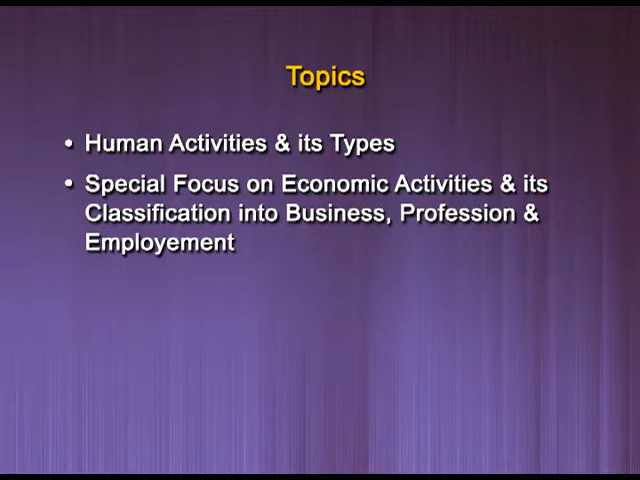 Topics
• Human Activities & its Types
• Special Focus on Economic Activities & its
Classification into Business, Profession &
Employement